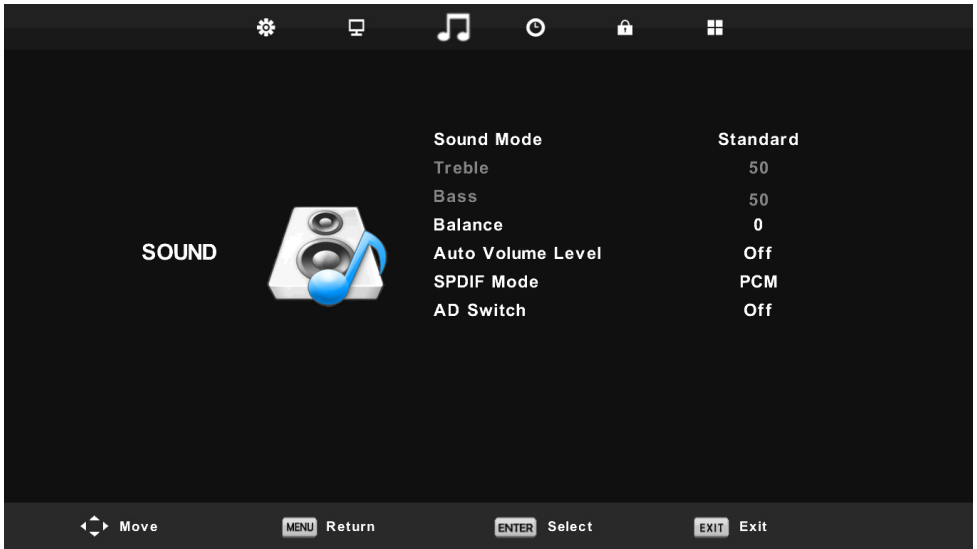 Sound Mode Standard
Treble 50
Bass 50
Balance 0
SOUND
Auto Volume Level Off
SPDIF Mode PCM
AD Switch Off
Move MENU Return ENTER Select EXIT Exit